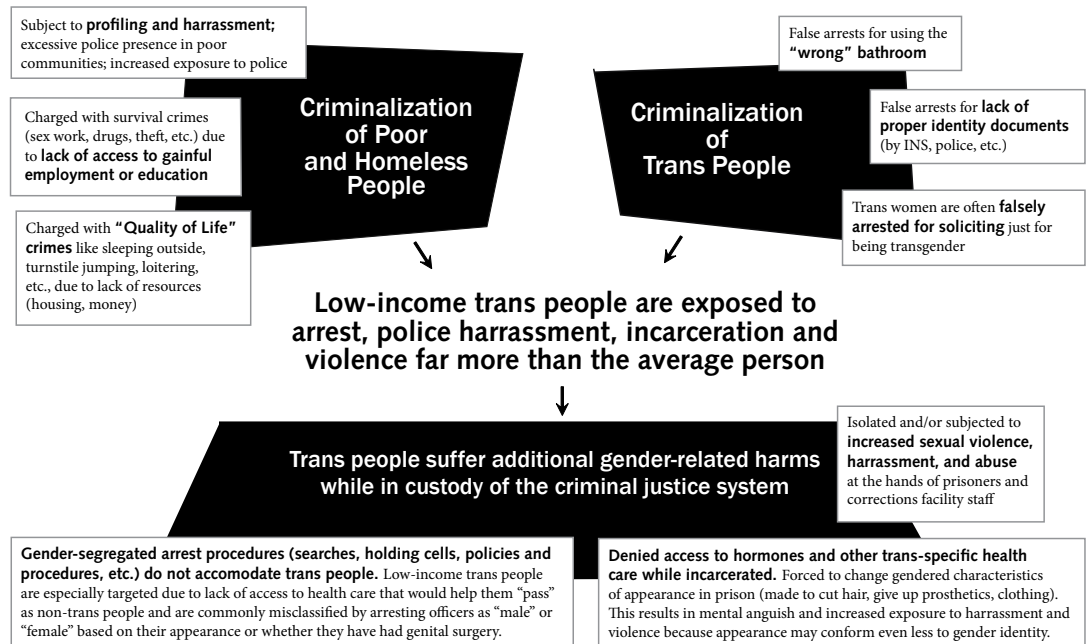 Subject to profiling and harrassment;
excessive police presence in poor
communities; increased exposure to police
Charged with survival crimes
(sex work, drugs, theft, etc.) due
to lack of access to gainful
employment or education
Charged with “Quality of Life”
crimes like sleeping outside,
turnstile jumping, loitering,
etc., due to lack of resources
(housing, money)
Criminalization
of Poor
and Homeless
People
Criminalization
of
Trans People
False arrests for using the
“wrong” bathroom
False arrests for lack of
proper identity documents
(by INS, police, etc.)
Trans women are often falsely
arrested for soliciting just for
being transgender
Low-income trans people are exposed to
arrest, police harrassment, incarceration and
violence far more than the average person
Trans people suffer additional gender-related harms
while in custody of the criminal justice system
Isolated and/or subjected to
increased sexual violence,
harrassment, and abuse
at the hands of prisoners and
corrections facility staff
Gender-segregated arrest procedures (searches, holding cells, policies and
procedures, etc.) do not accomodate trans people. Low-income trans people
are especially targeted due to lack of access to health care that would help them “pass”
as non-trans people and are commonly misclassified by arresting officers as “male” or
“female” based on their appearance or whether they have had genital surgery.
Denied access to hormones and other trans-specific health
care while incarcerated. Forced to change gendered characteristics
of appearance in prison (made to cut hair, give up prosthetics, clothing).
This results in mental anguish and increased exposure to harrassment and
violence because appearance may conform even less to gender identity.